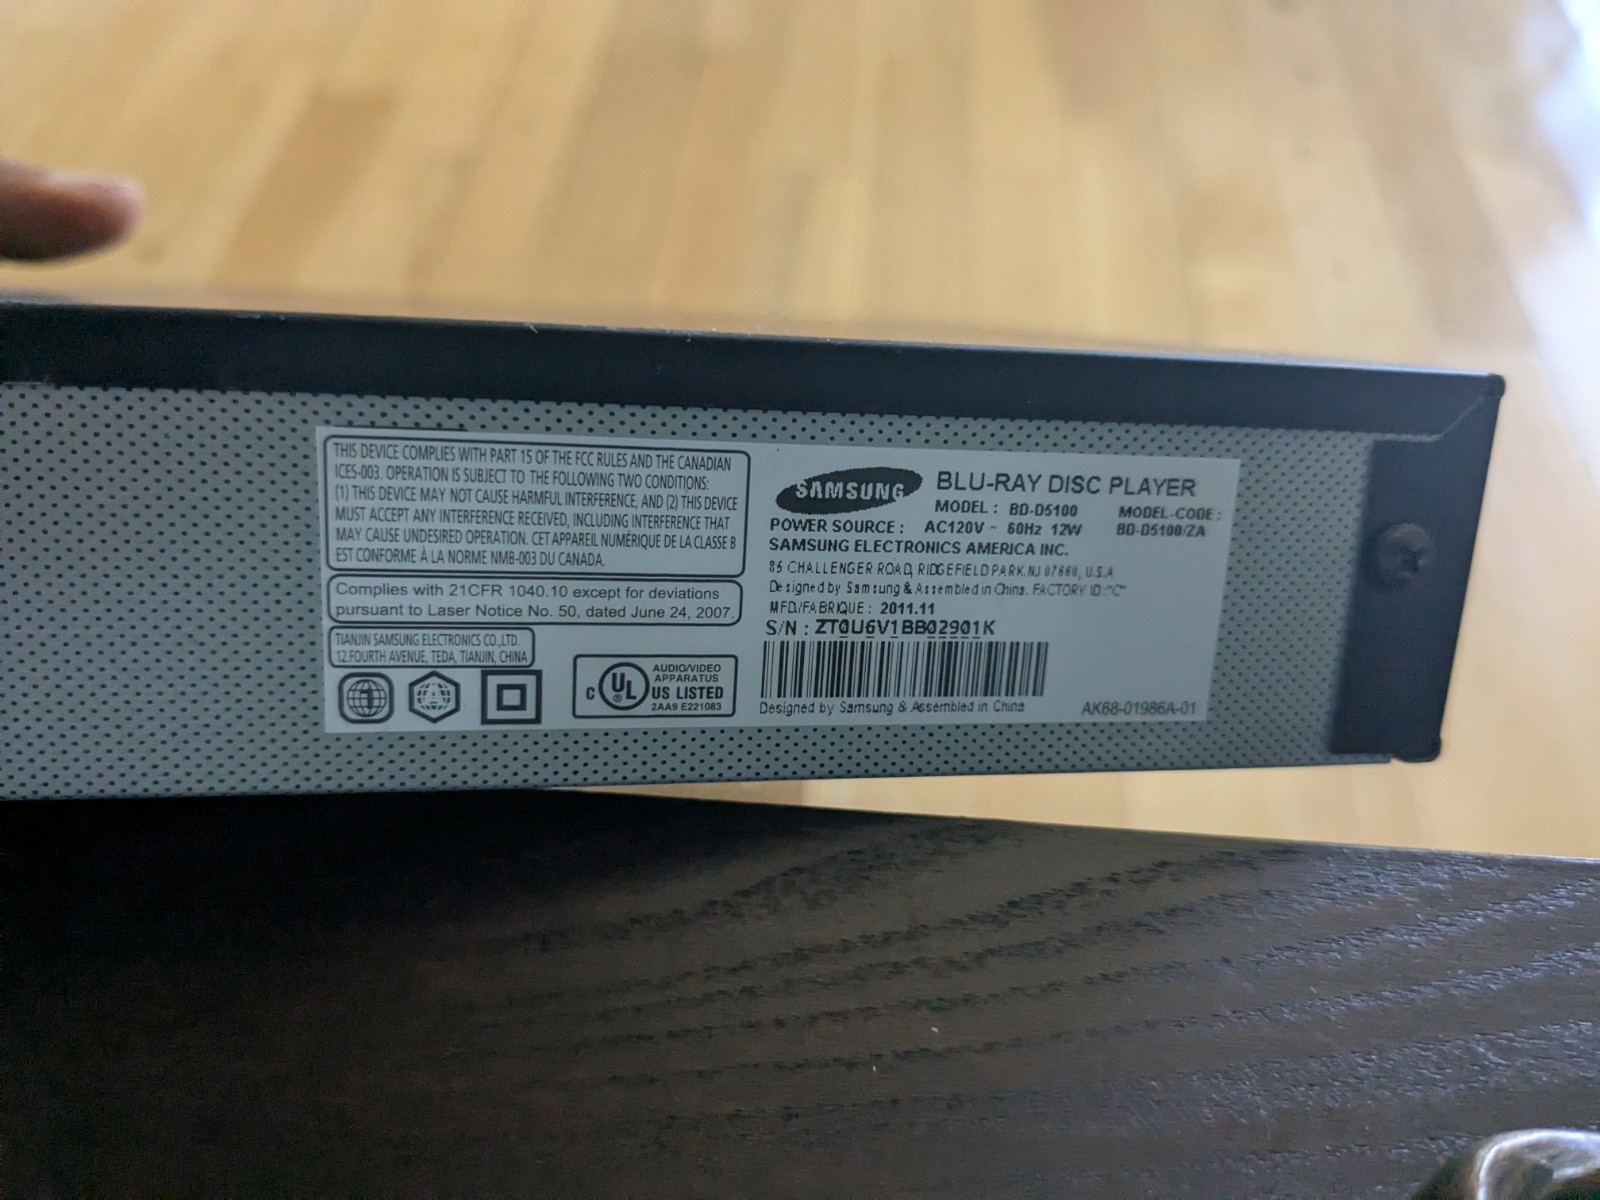 THIS DEVICE COMPLIES WITH PART 15 OF THE FCC RULES AND THE CANADIAN
ICES-003. OPERATION IS SUBJECT TO THE FOLLOWING TWO CONDITIONS:
(1) THIS DEVICE MAY NOT CAUSE HARMFUL INTERFERENCE, AND (2) THIS DEVICE
MUST ACCEPT ANY INTERFERENCE RECEIVED, INCLUDING INTERFERENCE THAT
MAY CAUSE UNDESIRED OPERATION. CET APPAREIL NUMÉRIQUE DE LA CLASSE B
EST CONFORME À LA NORME NMB-003 DU CANADA.
Complies with 21CFR 1040.10 except for deviations
pursuant to Laser Notice No. 50, dated June 24, 2007.
TIANJIN SAMSUNG ELECTRONICS CO.,LTD.
12.FOURTH AVENUE, TEDA, TIANJIN, CHINA
C UL ® US LISTED
AUDIO/VIDEO
APPARATUS
2AA9 E221083
SAMSUNG BLU-RAY DISC PLAYER
MODEL : BD-D5100 MODEL-CODE :
POWER SOURCE : AC120V ~ 60Hz 12W BD-D5100/ZA
SAMSUNG ELECTRONICS AMERICA INC.
85 CHALLENGER ROAD, RIDGEFIELD PARK.NJ 07660, U.S.A
Designed by Samsung & Assembled in China. FACTORY ID:"C"
MFD/FABRIQUE : 2011.11
S/N : ZT0U6V1BB02901K
Designed by Samsung & Assembled in China
AK68-01986A-01